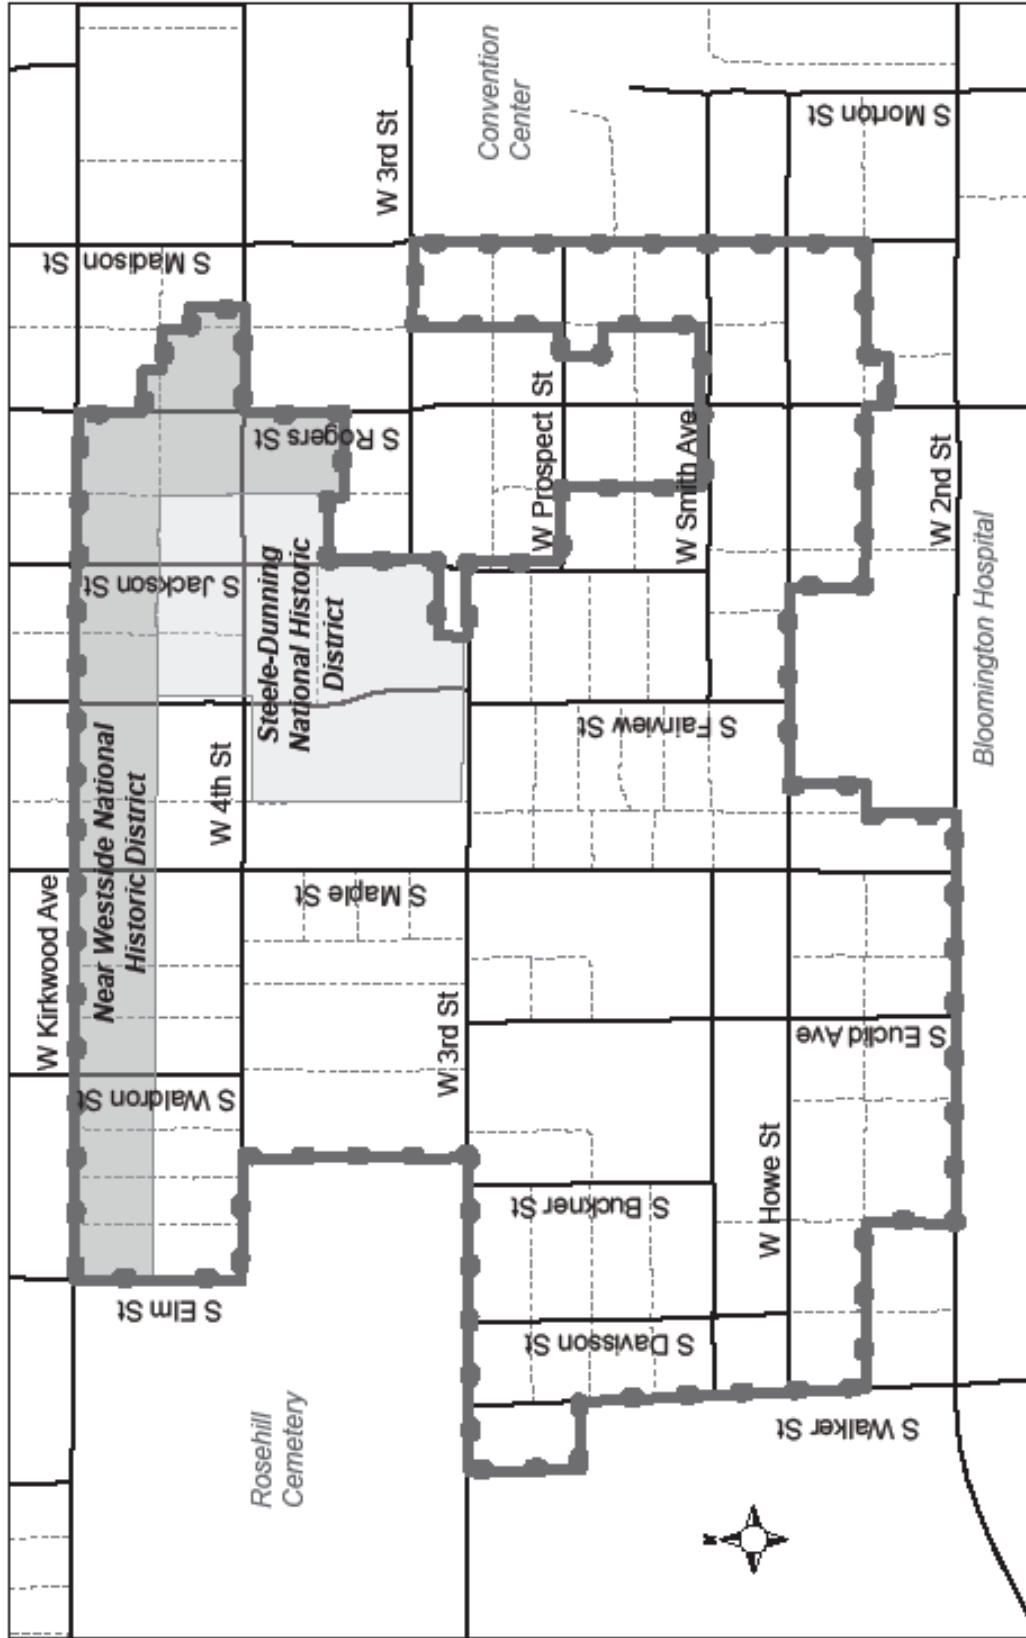 W Kirkwood Ave
Near Westside National
Historic District
S Elm St
S Waldron St
S Jackson St
S Rogers St
S Madison St
W 4th St
Steele-Dunning
National Historic
District
S Maple St
Rosehill
Cemetery
W 3rd St
W 3rd St
Convention
Center
W Prospect St
S Fairview St
S Buckner St
S Davisson St
W Smith Ave
W Howe St
S Walker St
S Euclid Ave
S Morton St
W 2nd St
Bloomington Hospital
N